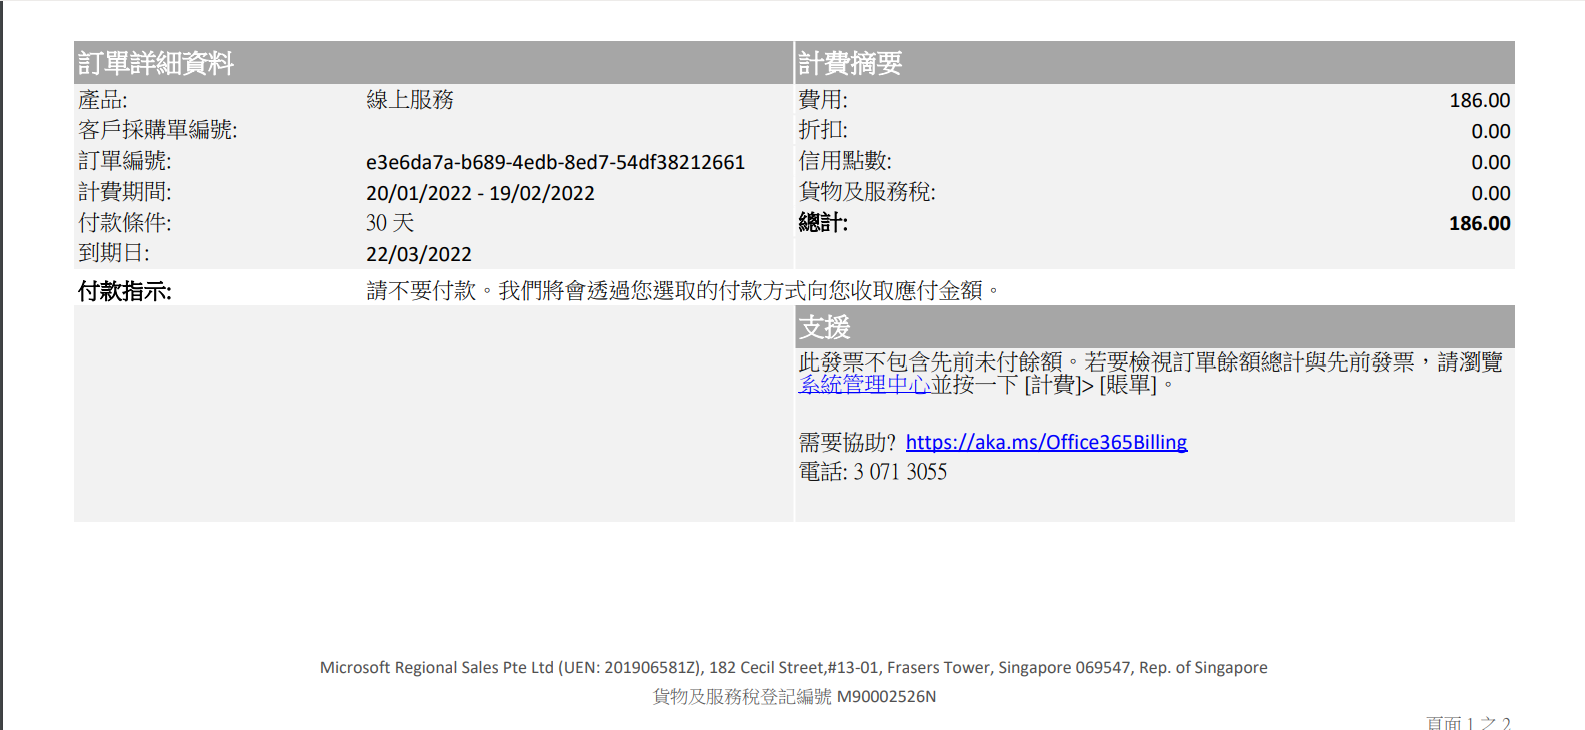 訂單詳細資料
產品: 線上服務
客戶採購單編號:
訂單編號: e3e6da7a-b689-4edb-8ed7-54df38212661
計費期間: 20/01/2022 - 19/02/2022
付款條件: 30 天
到期日: 22/03/2022
計費摘要
費用: 186.00
折扣: 0.00
信用點數: 0.00
貨物及服務稅: 0.00
總計: 186.00
付款指示: 請不要付款。我們將會透過您選取的付款方式向您收取應付金額。
支援
此發票不包含先前未付餘額。若要檢視訂單餘額總計與先前發票，請瀏覽
系統管理中心並按一下 [計費]> [賬單]。
需要協助? https://aka.ms/Office365Billing
電話: 3 071 3055
Microsoft Regional Sales Pte Ltd (UEN: 201906581Z), 182 Cecil Street,#13-01, Frasers Tower, Singapore 069547, Rep. of Singapore
貨物及服務稅登記編號 M90002526N
頁面 1 之 2